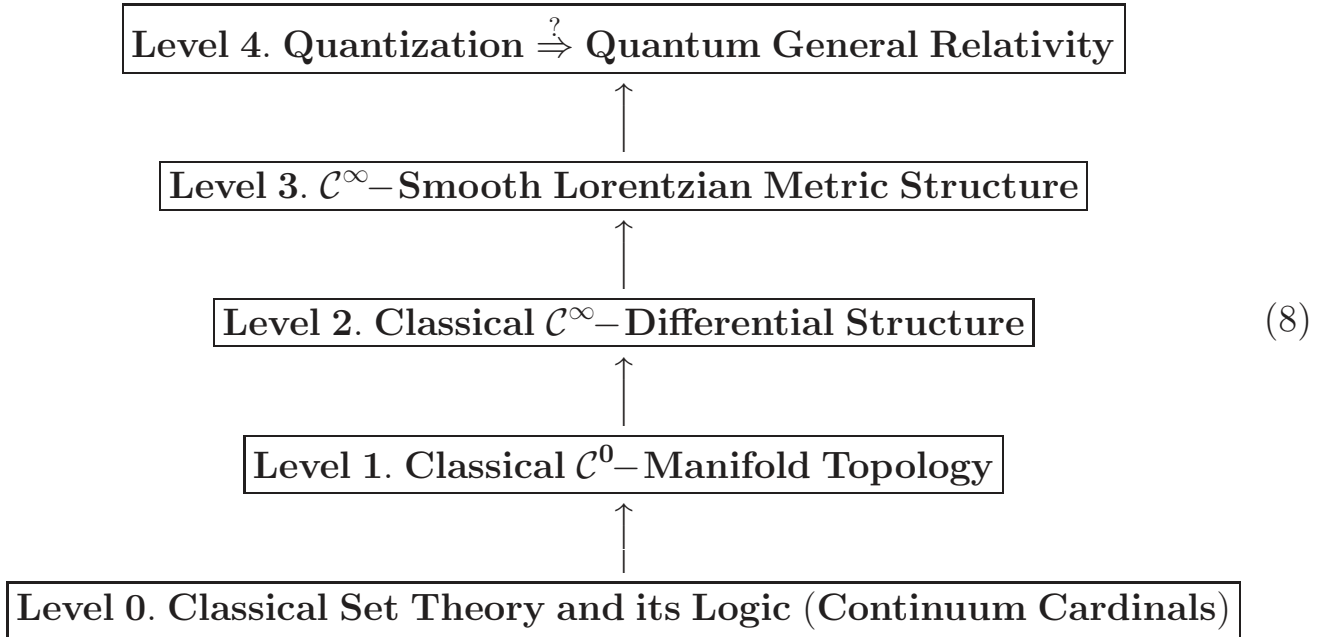 Level 4. Quantization ?⇒ Quantum General Relativity
Level 3. 𝒞^∞–Smooth Lorentzian Metric Structure
Level 2. Classical 𝒞^∞–Differential Structure
(8)
Level 1. Classical 𝒞^0–Manifold Topology
Level 0. Classical Set Theory and its Logic (Continuum Cardinals)